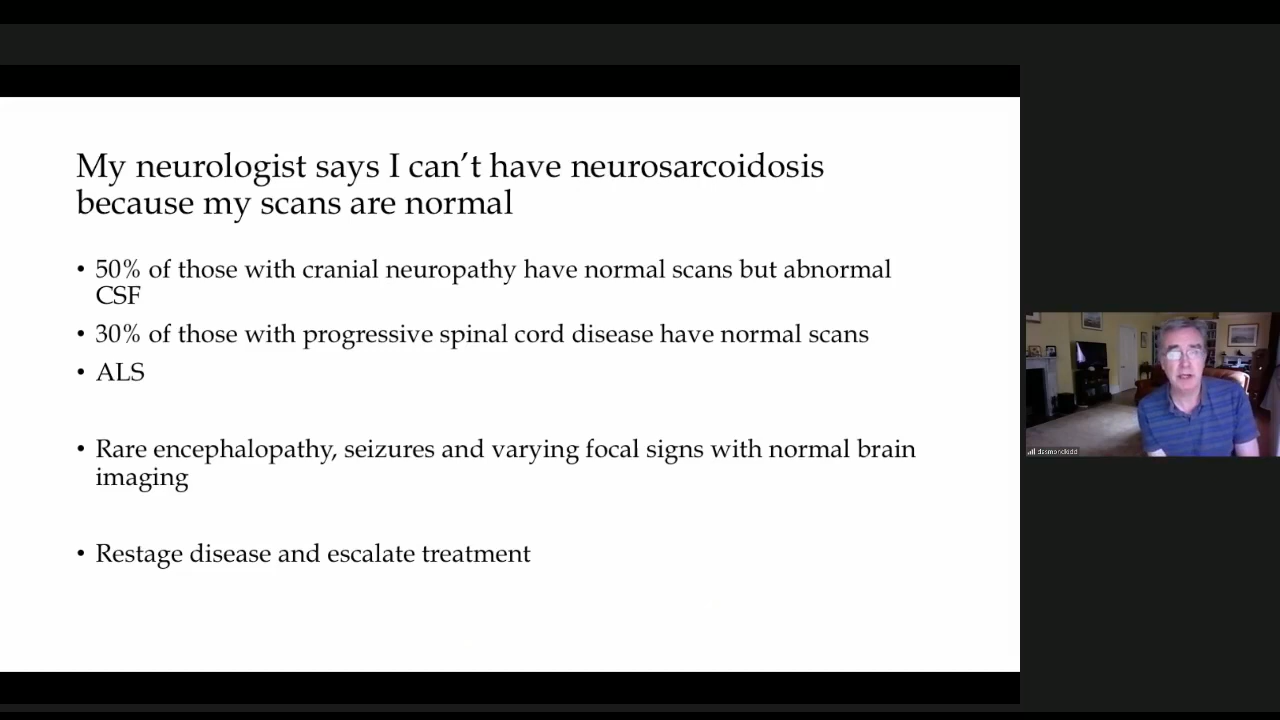 My neurologist says I can’t have neurosarcoidosis
because my scans are normal
• 50% of those with cranial neuropathy have normal scans but abnormal
CSF
• 30% of those with progressive spinal cord disease have normal scans
• ALS
• Rare encephalopathy, seizures and varying focal signs with normal brain
imaging
• Restage disease and escalate treatment
desmondkidd